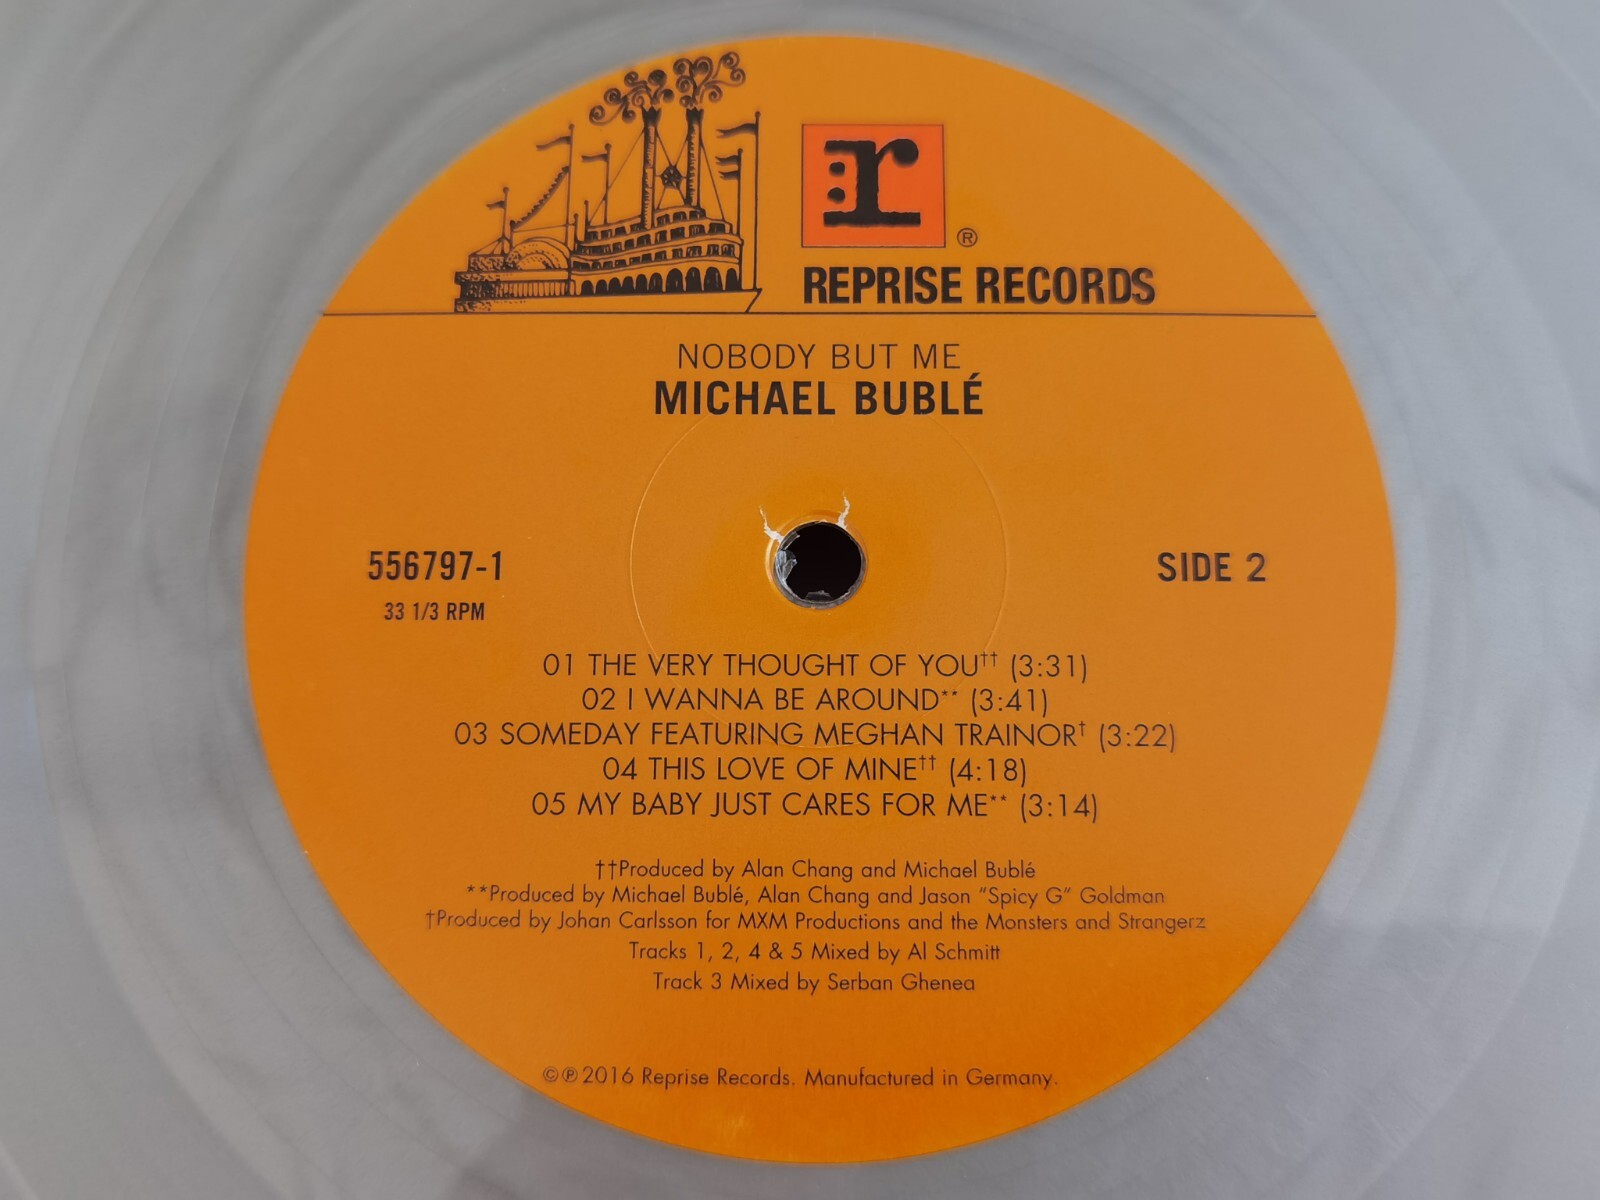 r
®
REPRISE RECORDS
NOBODY BUT ME
MICHAEL BUBLÉ
556797-1
SIDE 2
33 1/3 RPM
01 THE VERY THOUGHT OF YOU†† (3:31)
02 I WANNA BE AROUND** (3:41)
03 SOMEDAY FEATURING MEGHAN TRAINOR† (3:22)
04 THIS LOVE OF MINE†† (4:18)
05 MY BABY JUST CARES FOR ME** (3:14)
††Produced by Alan Chang and Michael Bublé
**Produced by Michael Bublé, Alan Chang and Jason "Spicy G" Goldman
†Produced by Johan Carlsson for MXM Productions and the Monsters and Strangerz
Tracks 1, 2, 4 & 5 Mixed by Al Schmitt
Track 3 Mixed by Serban Ghenea
©℗2016 Reprise Records. Manufactured in Germany.